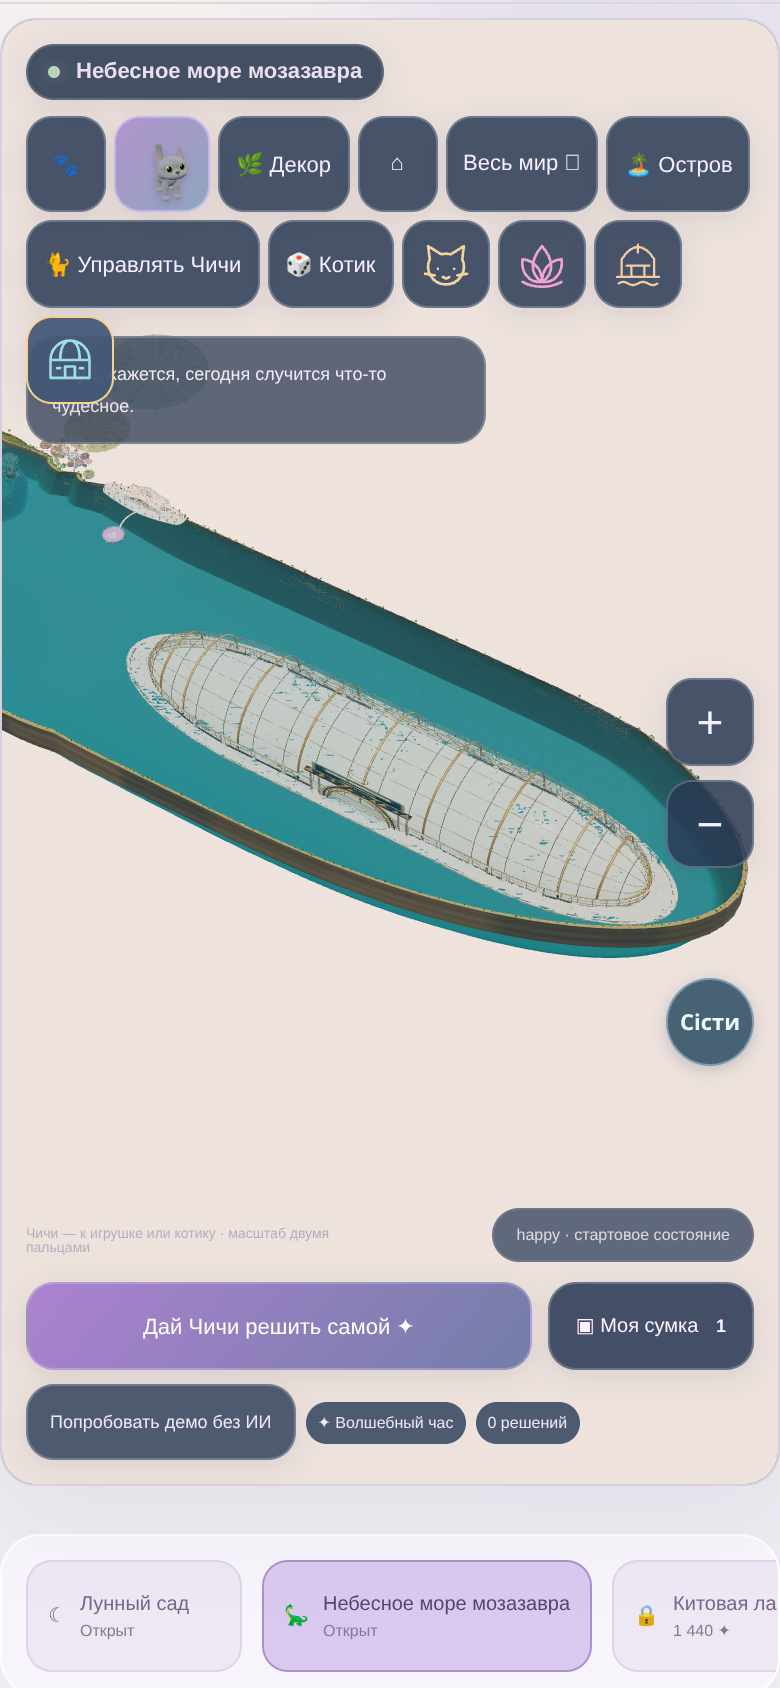 Небесное море мозазавра
Декор
Весь мир
Остров
Управлять Чичи
Котик
кажется, сегодня случится что-то
чудесное.
+
−
Сісти
Чичи — к игрушке или котику · масштаб двумя
пальцами
happy · стартовое состояние
Дай Чичи решить самой ✦
Моя сумка 1
Попробовать демо без ИИ
✦ Волшебный час
0 решений
Лунный сад
Открыт
Небесное море мозазавра
Открыт
Китовая ла
1 440 ✦